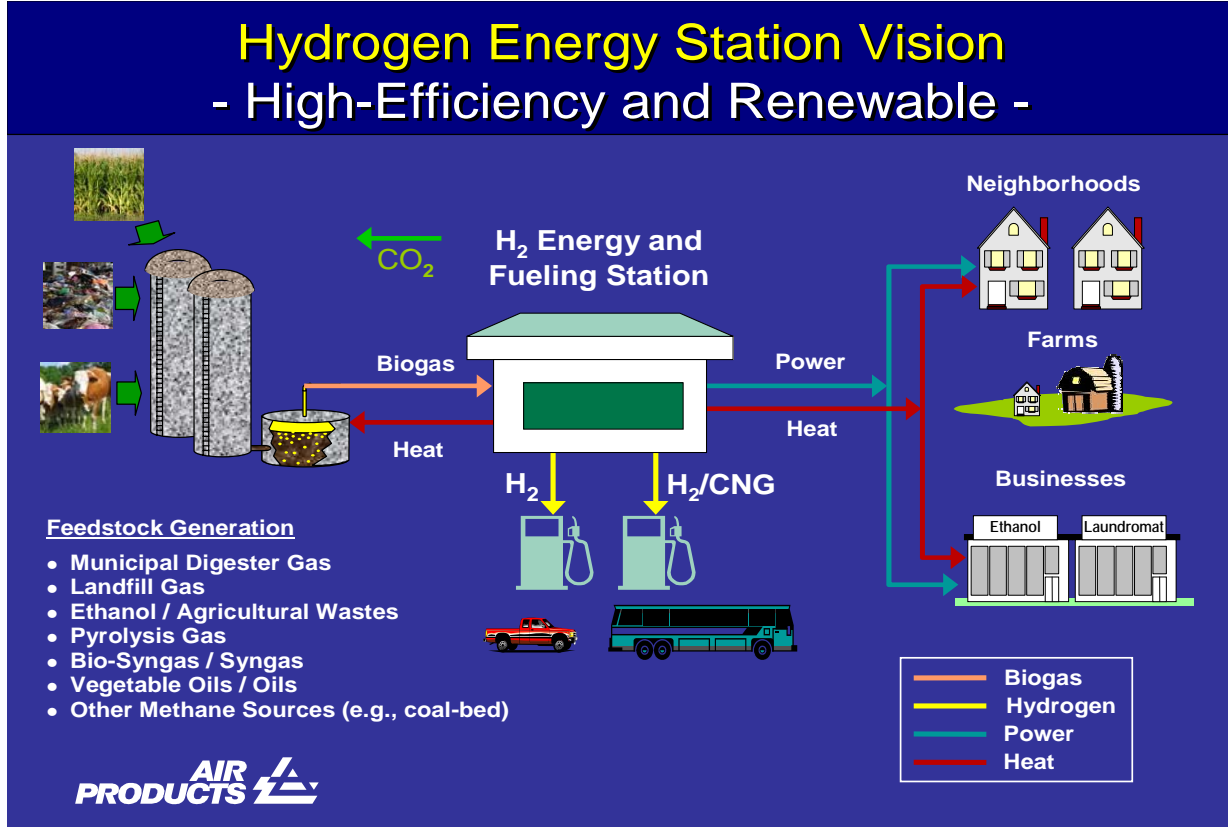 Hydrogen Energy Station Vision
- High-Efficiency and Renewable -
Neighborhoods
CO₂
H₂ Energy and
Fueling Station
Farms
Biogas
Power
Heat
Heat
H₂
H₂/CNG
Businesses
Ethanol
Laundromat
Feedstock Generation
● Municipal Digester Gas
● Landfill Gas
● Ethanol / Agricultural Wastes
● Pyrolysis Gas
● Bio-Syngas / Syngas
● Vegetable Oils / Oils
● Other Methane Sources (e.g., coal-bed)
Biogas
Hydrogen
Power
Heat
AIR
PRODUCTS